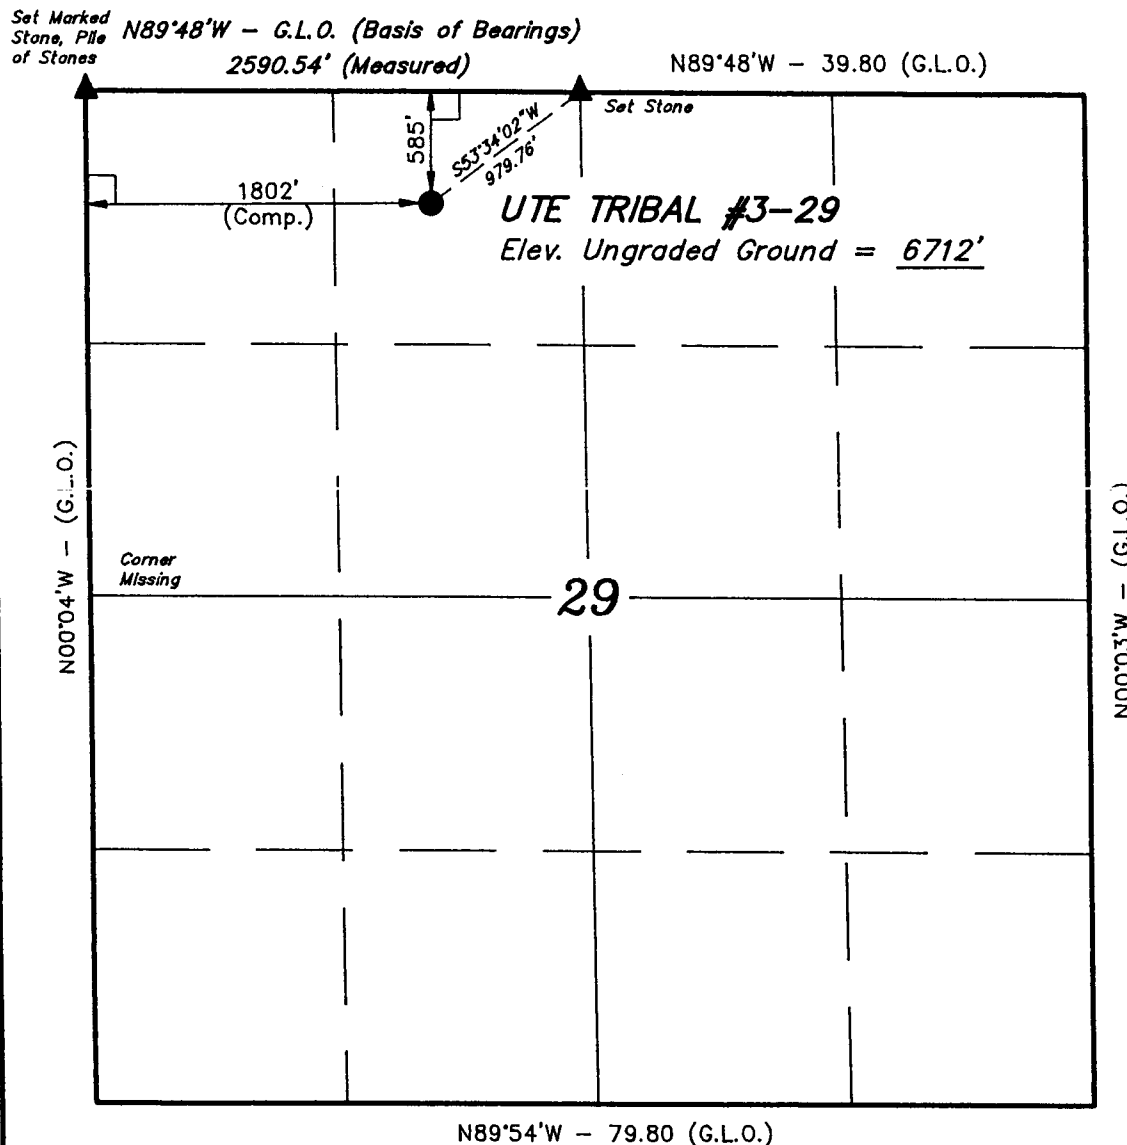 Set Marked
Stone, Pile
of Stones
N89°48'W – G.L.O. (Basis of Bearings)
2590.54' (Measured)
N89°48'W – 39.80 (G.L.O.)
Set Stone
585'
S53°34'02"W
979.76'
1802'
(Comp.)
UTE TRIBAL #3-29
Elev. Ungraded Ground = 6712'
N00°04'W – (G.L.O.)
Corner
Missing
29
N00°03'W – (G.L.O.)
N89°54'W – 79.80 (G.L.O.)